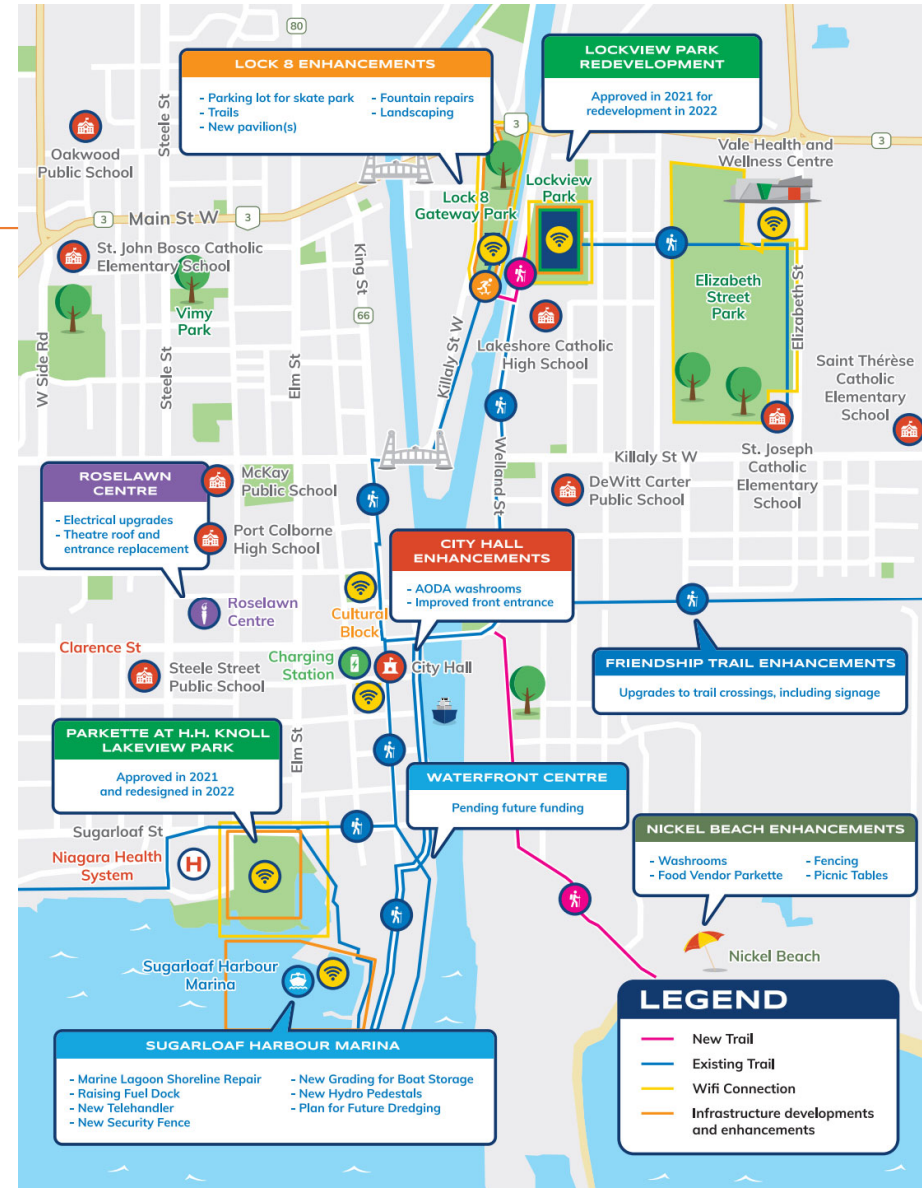 80
LOCK 8 ENHANCEMENTS
- Parking lot for skate park
- Trails
- New pavilion(s)
- Fountain repairs
- Landscaping
LOCKVIEW PARK
REDEVELOPMENT
Approved in 2021 for
redevelopment in 2022
Steele St
Oakwood
Public School
3
Vale Health and
Wellness Centre
3
Lock 8
Gateway Park
Lockview
Park
3
Main St W
3
St. John Bosco Catholic
Elementary School
King St
Vimy
Park
66
Elizabeth
Street
Park
Elizabeth St
W Side Rd
Steele St
Elm St
Killaly St W
Lakeshore Catholic
High School
Saint Thérèse
Catholic
Elementary
School
Welland St
Killaly St W
St. Joseph
Catholic
Elementary
School
ROSELAWN
CENTRE
- Electrical upgrades
- Theatre roof and
entrance replacement
McKay
Public School
DeWitt Carter
Public School
Port Colborne
High School
CITY HALL
ENHANCEMENTS
- AODA washrooms
- Improved front entrance
Roselawn
Centre
Cultural
Block
Clarence St
Charging
Station
City Hall
Steele Street
Public School
FRIENDSHIP TRAIL ENHANCEMENTS
Upgrades to trail crossings, including signage
PARKETTE AT H.H. KNOLL
LAKEVIEW PARK
Approved in 2021
and redesigned in 2022
Elm St
WATERFRONT CENTRE
Pending future funding
Sugarloaf St
Niagara Health
System
H
NICKEL BEACH ENHANCEMENTS
- Washrooms
- Food Vendor Parkette
- Fencing
- Picnic Tables
Nickel Beach
Sugarloaf Harbour
Marina
SUGARLOAF HARBOUR MARINA
- Marine Lagoon Shoreline Repair
- Raising Fuel Dock
- New Telehandler
- New Security Fence
- New Grading for Boat Storage
- New Hydro Pedestals
- Plan for Future Dredging
LEGEND
New Trail
Existing Trail
Wifi Connection
Infrastructure developments
and enhancements